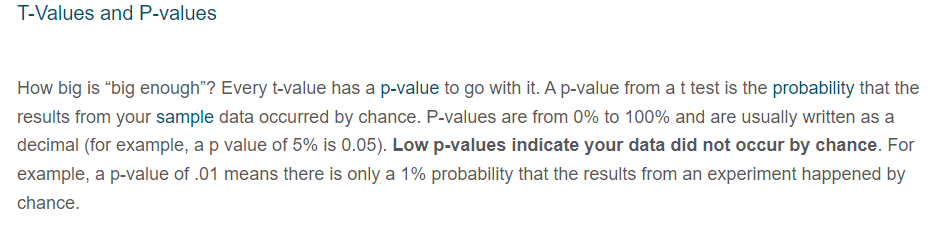 T-Values and P-values
How big is “big enough”? Every t-value has a p-value to go with it. A p-value from a t test is the probability that the
results from your sample data occurred by chance. P-values are from 0% to 100% and are usually written as a
decimal (for example, a p value of 5% is 0.05). Low p-values indicate your data did not occur by chance. For
example, a p-value of .01 means there is only a 1% probability that the results from an experiment happened by
chance.